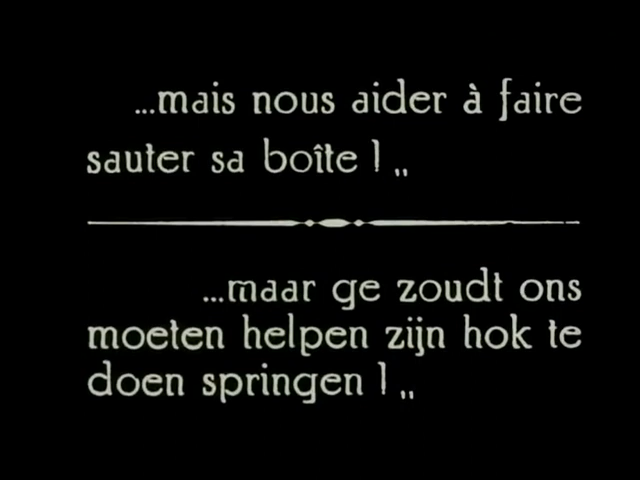 ...mais nous aider à faire
sauter sa boîte ! „
...maar ge zoudt ons
moeten helpen zijn hok te
doen springen ! „